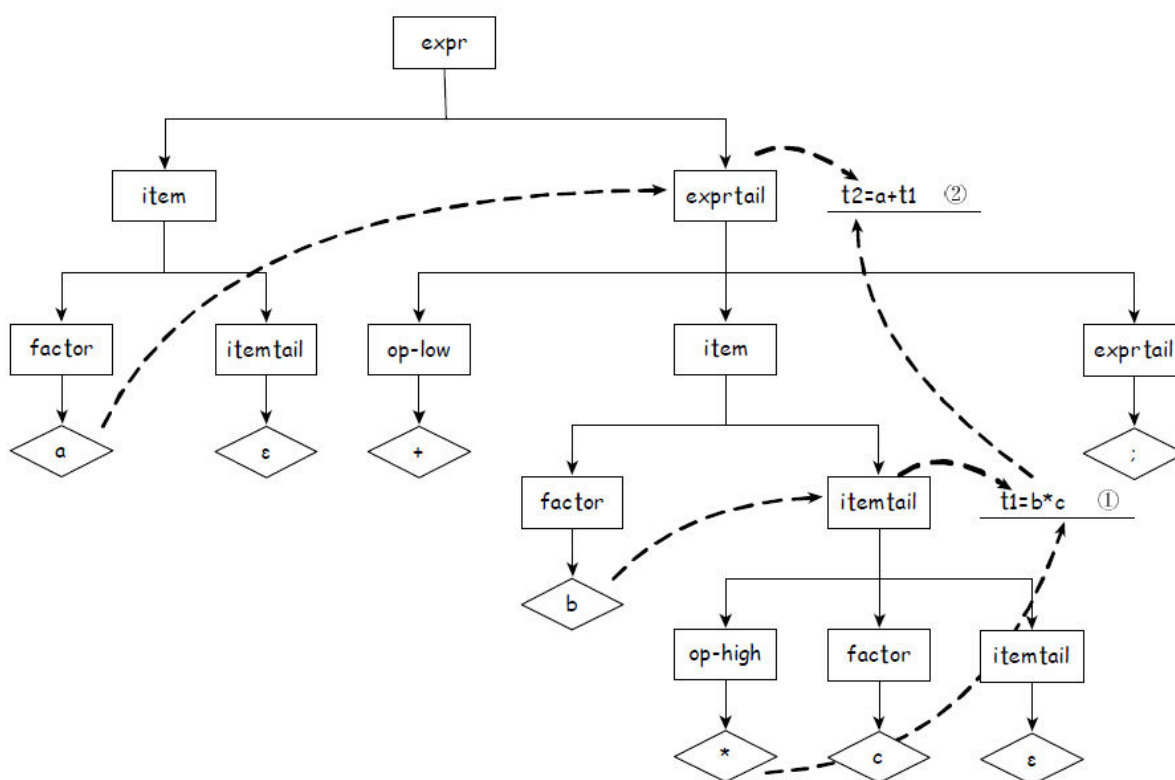 expr
item
exprtail
t2=a+t1 ②
factor
itemtail
op-low
item
exprtail
a
ε
+
;
factor
itemtail
t1=b*c ①
b
op-high
factor
itemtail
*
c
ε